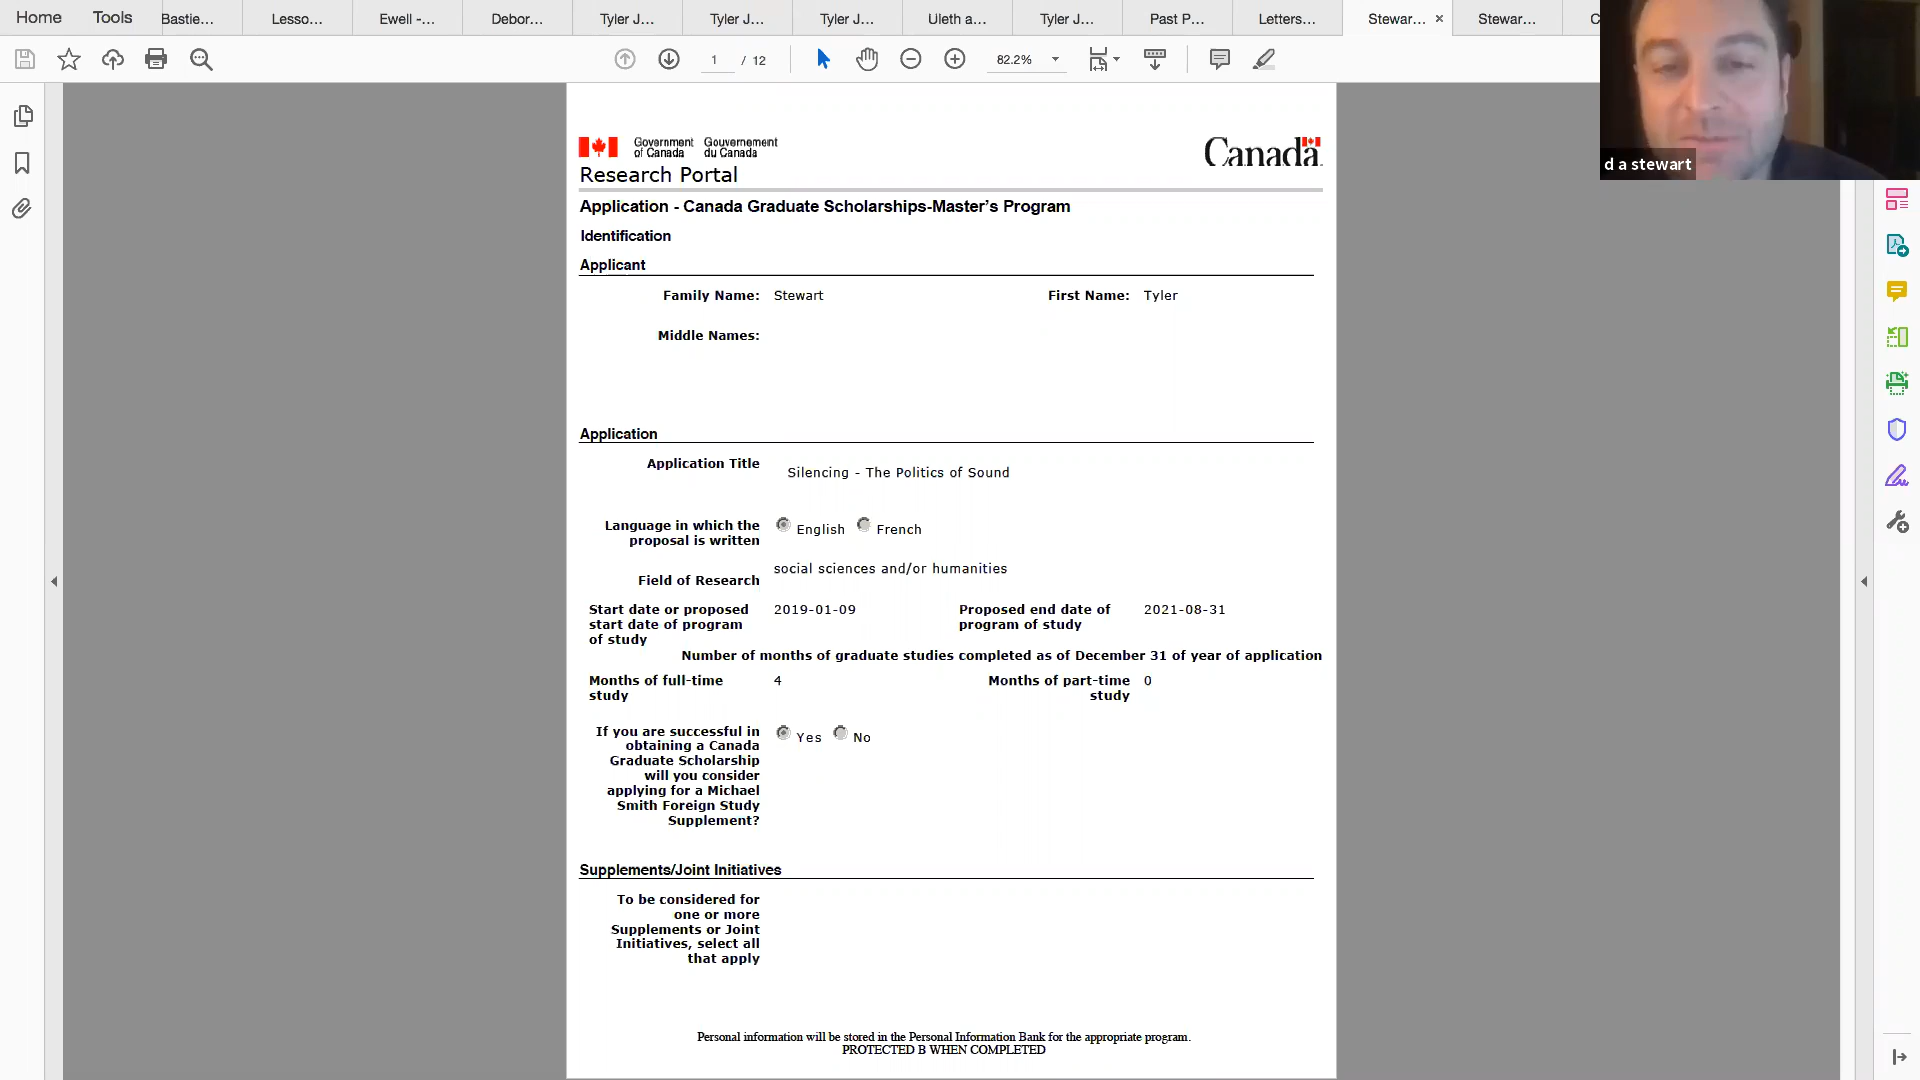 Home
Tools
Bastie...
Lesso...
Ewell -...
Debor...
Tyler J...
Tyler J...
Tyler J...
Uleth a...
Tyler J...
Past P...
Letters...
Stewar...
Stewar...
C
1 / 12
82.2%
d a stewart
Government of Canada
Gouvernement du Canada
Canada
Research Portal
Application - Canada Graduate Scholarships-Master's Program
Identification
Applicant
Family Name: Stewart
First Name: Tyler
Middle Names:
Application
Application Title
Silencing - The Politics of Sound
Language in which the
proposal is written
English French
Field of Research
social sciences and/or humanities
Start date or proposed
start date of program
of study
2019-01-09
Proposed end date of
program of study
2021-08-31
Number of months of graduate studies completed as of December 31 of year of application
Months of full-time
study
4
Months of part-time
study
0
If you are successful in
obtaining a Canada
Graduate Scholarship
will you consider
applying for a Michael
Smith Foreign Study
Supplement?
Yes No
Supplements/Joint Initiatives
To be considered for
one or more
Supplements or Joint
Initiatives, select all
that apply
Personal information will be stored in the Personal Information Bank for the appropriate program.
PROTECTED B WHEN COMPLETED